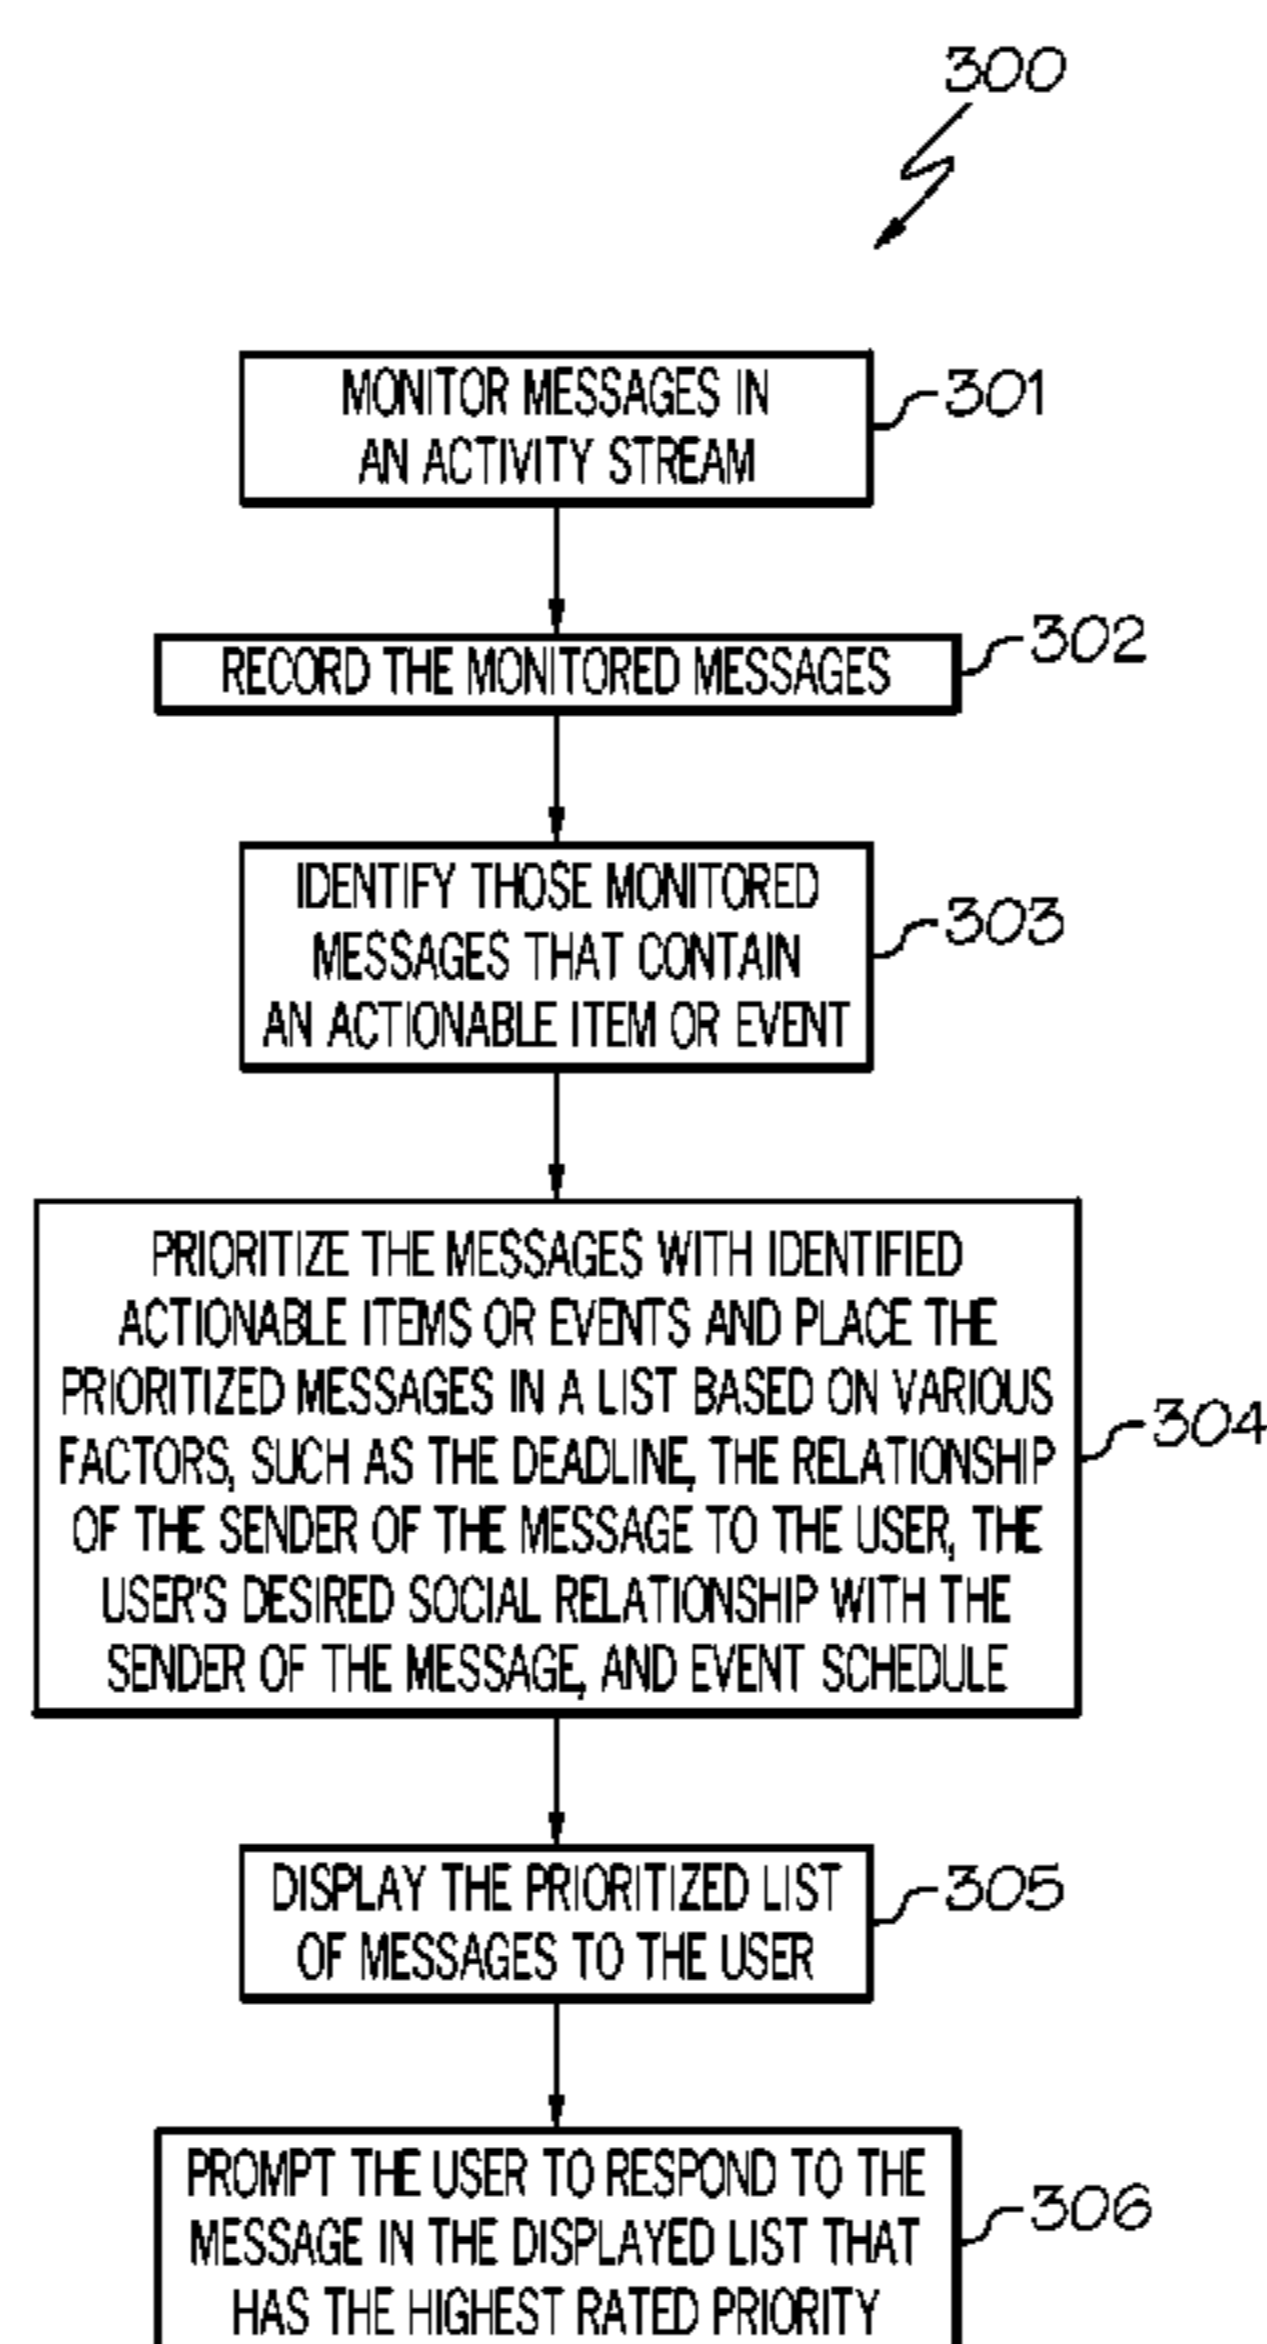 300
MONITOR MESSAGES IN
AN ACTIVITY STREAM
301
RECORD THE MONITORED MESSAGES
302
IDENTIFY THOSE MONITORED
MESSAGES THAT CONTAIN
AN ACTIONABLE ITEM OR EVENT
303
PRIORITIZE THE MESSAGES WITH IDENTIFIED
ACTIONABLE ITEMS OR EVENTS AND PLACE THE
PRIORITIZED MESSAGES IN A LIST BASED ON VARIOUS
FACTORS, SUCH AS THE DEADLINE, THE RELATIONSHIP
OF THE SENDER OF THE MESSAGE TO THE USER, THE
USER'S DESIRED SOCIAL RELATIONSHIP WITH THE
SENDER OF THE MESSAGE, AND EVENT SCHEDULE
304
DISPLAY THE PRIORITIZED LIST
OF MESSAGES TO THE USER
305
PROMPT THE USER TO RESPOND TO THE
MESSAGE IN THE DISPLAYED LIST THAT
HAS THE HIGHEST RATED PRIORITY
306